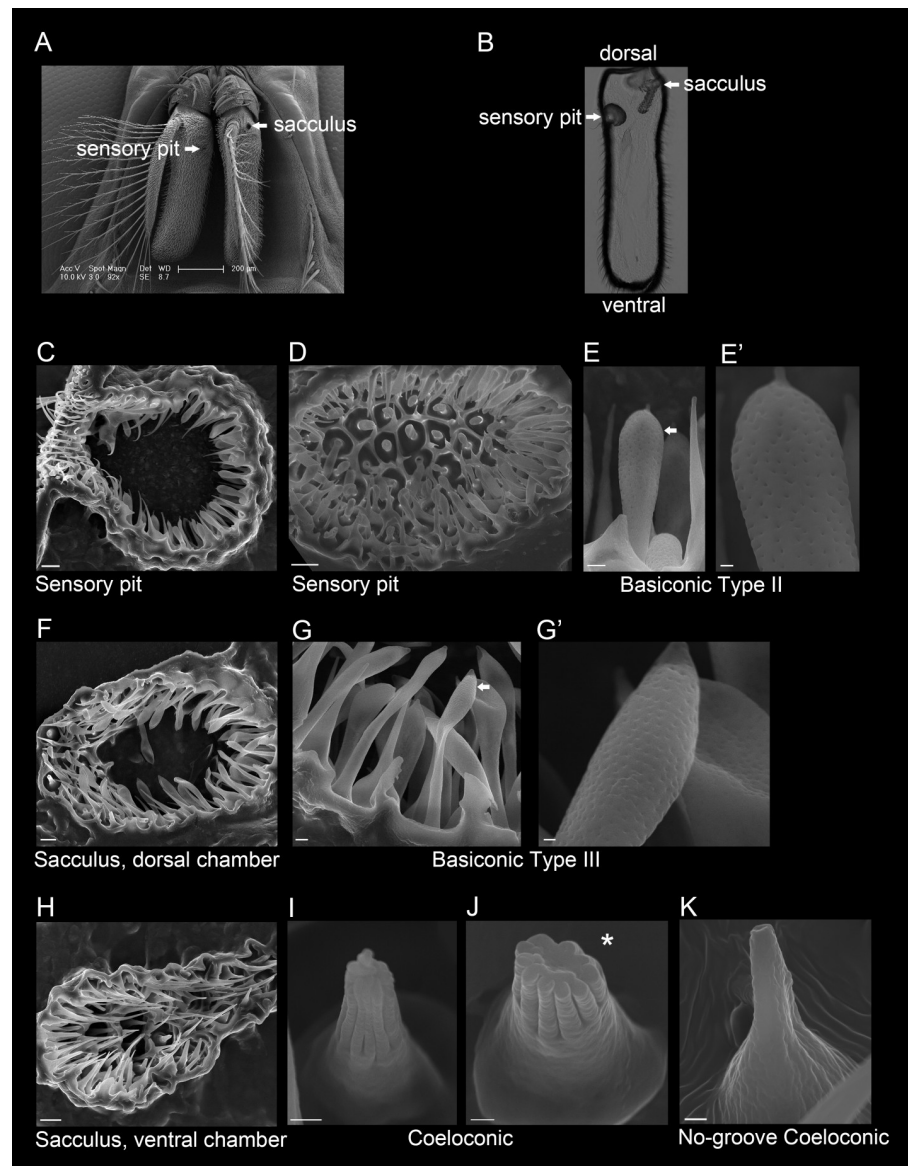 A
sacculus
sensory pit
Acc V Spot Magn Det WD 200 µm
10.0 kV 3.0 92x SE 8.7
B
dorsal
sacculus
sensory pit
ventral
C
D
E
E’
Sensory pit
Sensory pit
Basiconic Type II
F
G
G’
Sacculus, dorsal chamber
Basiconic Type III
H
I
J
K
*
Sacculus, ventral chamber
Coeloconic
No-groove Coeloconic